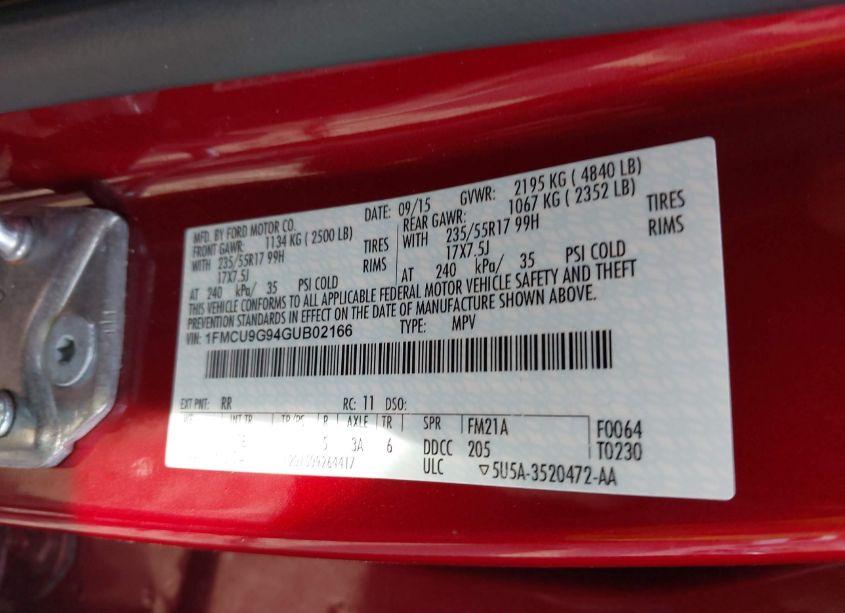 MFD. BY FORD MOTOR CO.
DATE: 09/15 GVWR: 2195 KG ( 4840 LB)
FRONT GAWR: 1134 KG ( 2500 LB) REAR GAWR: 1067 KG ( 2352 LB)
WITH 235/55R17 99H TIRES WITH 235/55R17 99H TIRES
17X7.5J RIMS 17X7.5J RIMS
AT 240 kPa/ 35 PSI COLD AT 240 kPa/ 35 PSI COLD
THIS VEHICLE CONFORMS TO ALL APPLICABLE FEDERAL MOTOR VEHICLE SAFETY AND THEFT
PREVENTION STANDARDS IN EFFECT ON THE DATE OF MANUFACTURE SHOWN ABOVE.
VIN: 1FMCU9G94GUB02166 TYPE: MPV
EXT PNT: RR RC: 11 DSO:
INT TR TP/PS R AXLE TR SPR FM21A F0064
5 3A 6 DDCC 205 T0230
ULC ▽5U5A-3520472-AA